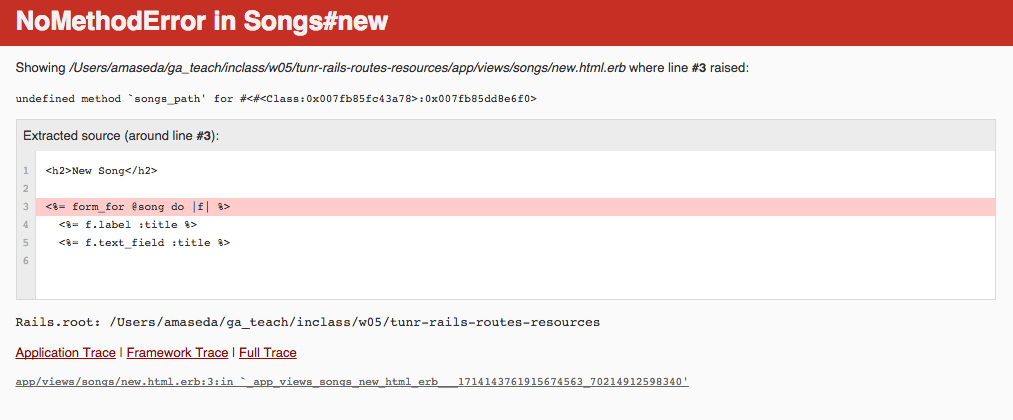 NoMethodError in Songs#new
Showing /Users/amaseda/ga_teach/inclass/w05/tunr-rails-routes-resources/app/views/songs/new.html.erb where line #3 raised:
undefined method `songs_path' for #<#<Class:0x007fb85fc43a78>:0x007fb85dd8e6f0>
Extracted source (around line #3):
1 <h2>New Song</h2>
2
3 <%= form_for @song do |f| %>
4 <%= f.label :title %>
5 <%= f.text_field :title %>
6
Rails.root: /Users/amaseda/ga_teach/inclass/w05/tunr-rails-routes-resources
Application Trace | Framework Trace | Full Trace
app/views/songs/new.html.erb:3:in `_app_views_songs_new_html_erb___1714143761915674563_70214912598340'